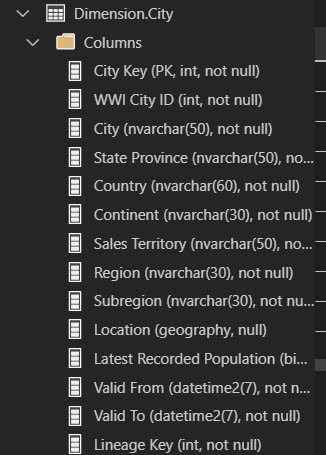 Dimension.City
Columns
City Key (PK, int, not null)
WWI City ID (int, not null)
City (nvarchar(50), not null)
State Province (nvarchar(50), no...
Country (nvarchar(60), not null)
Continent (nvarchar(30), not null)
Sales Territory (nvarchar(50), no...
Region (nvarchar(30), not null)
Subregion (nvarchar(30), not nu...
Location (geography, null)
Latest Recorded Population (bi...
Valid From (datetime2(7), not n...
Valid To (datetime2(7), not null)
Lineage Key (int, not null)